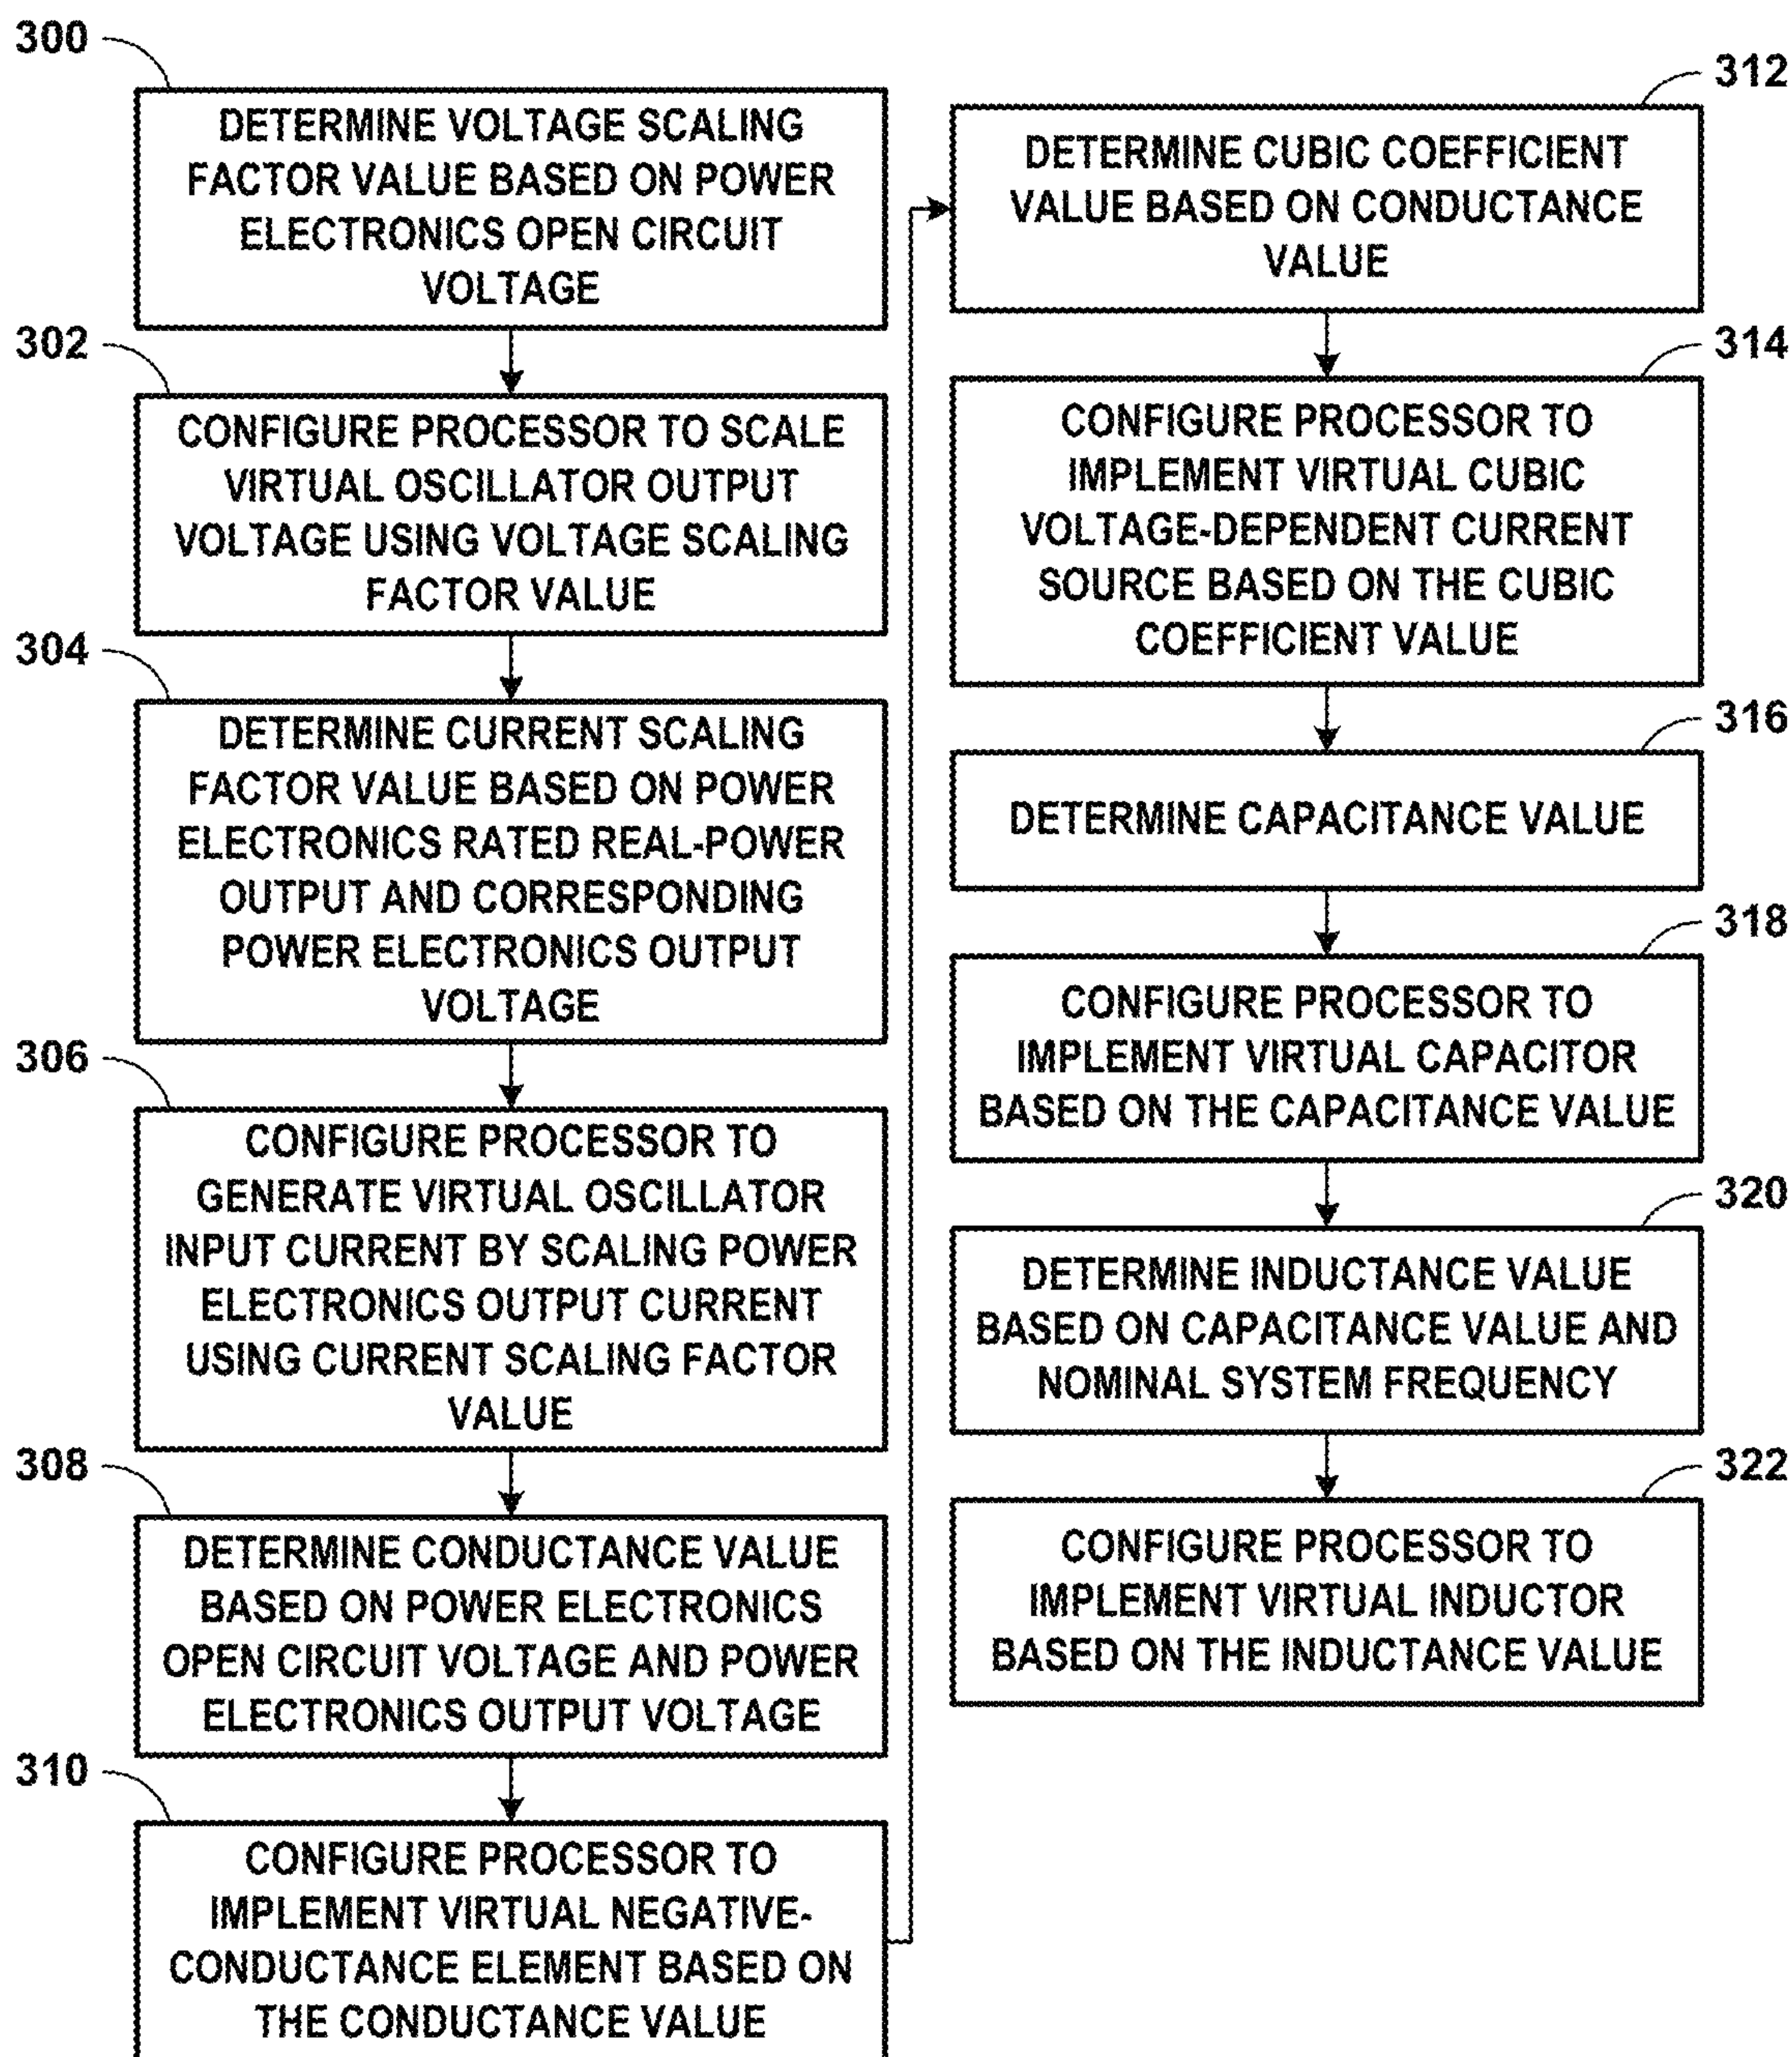 300
DETERMINE VOLTAGE SCALING
FACTOR VALUE BASED ON POWER
ELECTRONICS OPEN CIRCUIT
VOLTAGE
302
CONFIGURE PROCESSOR TO SCALE
VIRTUAL OSCILLATOR OUTPUT
VOLTAGE USING VOLTAGE SCALING
FACTOR VALUE
304
DETERMINE CURRENT SCALING
FACTOR VALUE BASED ON POWER
ELECTRONICS RATED REAL-POWER
OUTPUT AND CORRESPONDING
POWER ELECTRONICS OUTPUT
VOLTAGE
306
CONFIGURE PROCESSOR TO
GENERATE VIRTUAL OSCILLATOR
INPUT CURRENT BY SCALING POWER
ELECTRONICS OUTPUT CURRENT
USING CURRENT SCALING FACTOR
VALUE
308
DETERMINE CONDUCTANCE VALUE
BASED ON POWER ELECTRONICS
OPEN CIRCUIT VOLTAGE AND POWER
ELECTRONICS OUTPUT VOLTAGE
310
CONFIGURE PROCESSOR TO
IMPLEMENT VIRTUAL NEGATIVE-
CONDUCTANCE ELEMENT BASED ON
THE CONDUCTANCE VALUE
312
DETERMINE CUBIC COEFFICIENT
VALUE BASED ON CONDUCTANCE
VALUE
314
CONFIGURE PROCESSOR TO
IMPLEMENT VIRTUAL CUBIC
VOLTAGE-DEPENDENT CURRENT
SOURCE BASED ON THE CUBIC
COEFFICIENT VALUE
316
DETERMINE CAPACITANCE VALUE
318
CONFIGURE PROCESSOR TO
IMPLEMENT VIRTUAL CAPACITOR
BASED ON THE CAPACITANCE VALUE
320
DETERMINE INDUCTANCE VALUE
BASED ON CAPACITANCE VALUE AND
NOMINAL SYSTEM FREQUENCY
322
CONFIGURE PROCESSOR TO
IMPLEMENT VIRTUAL INDUCTOR
BASED ON THE INDUCTANCE VALUE